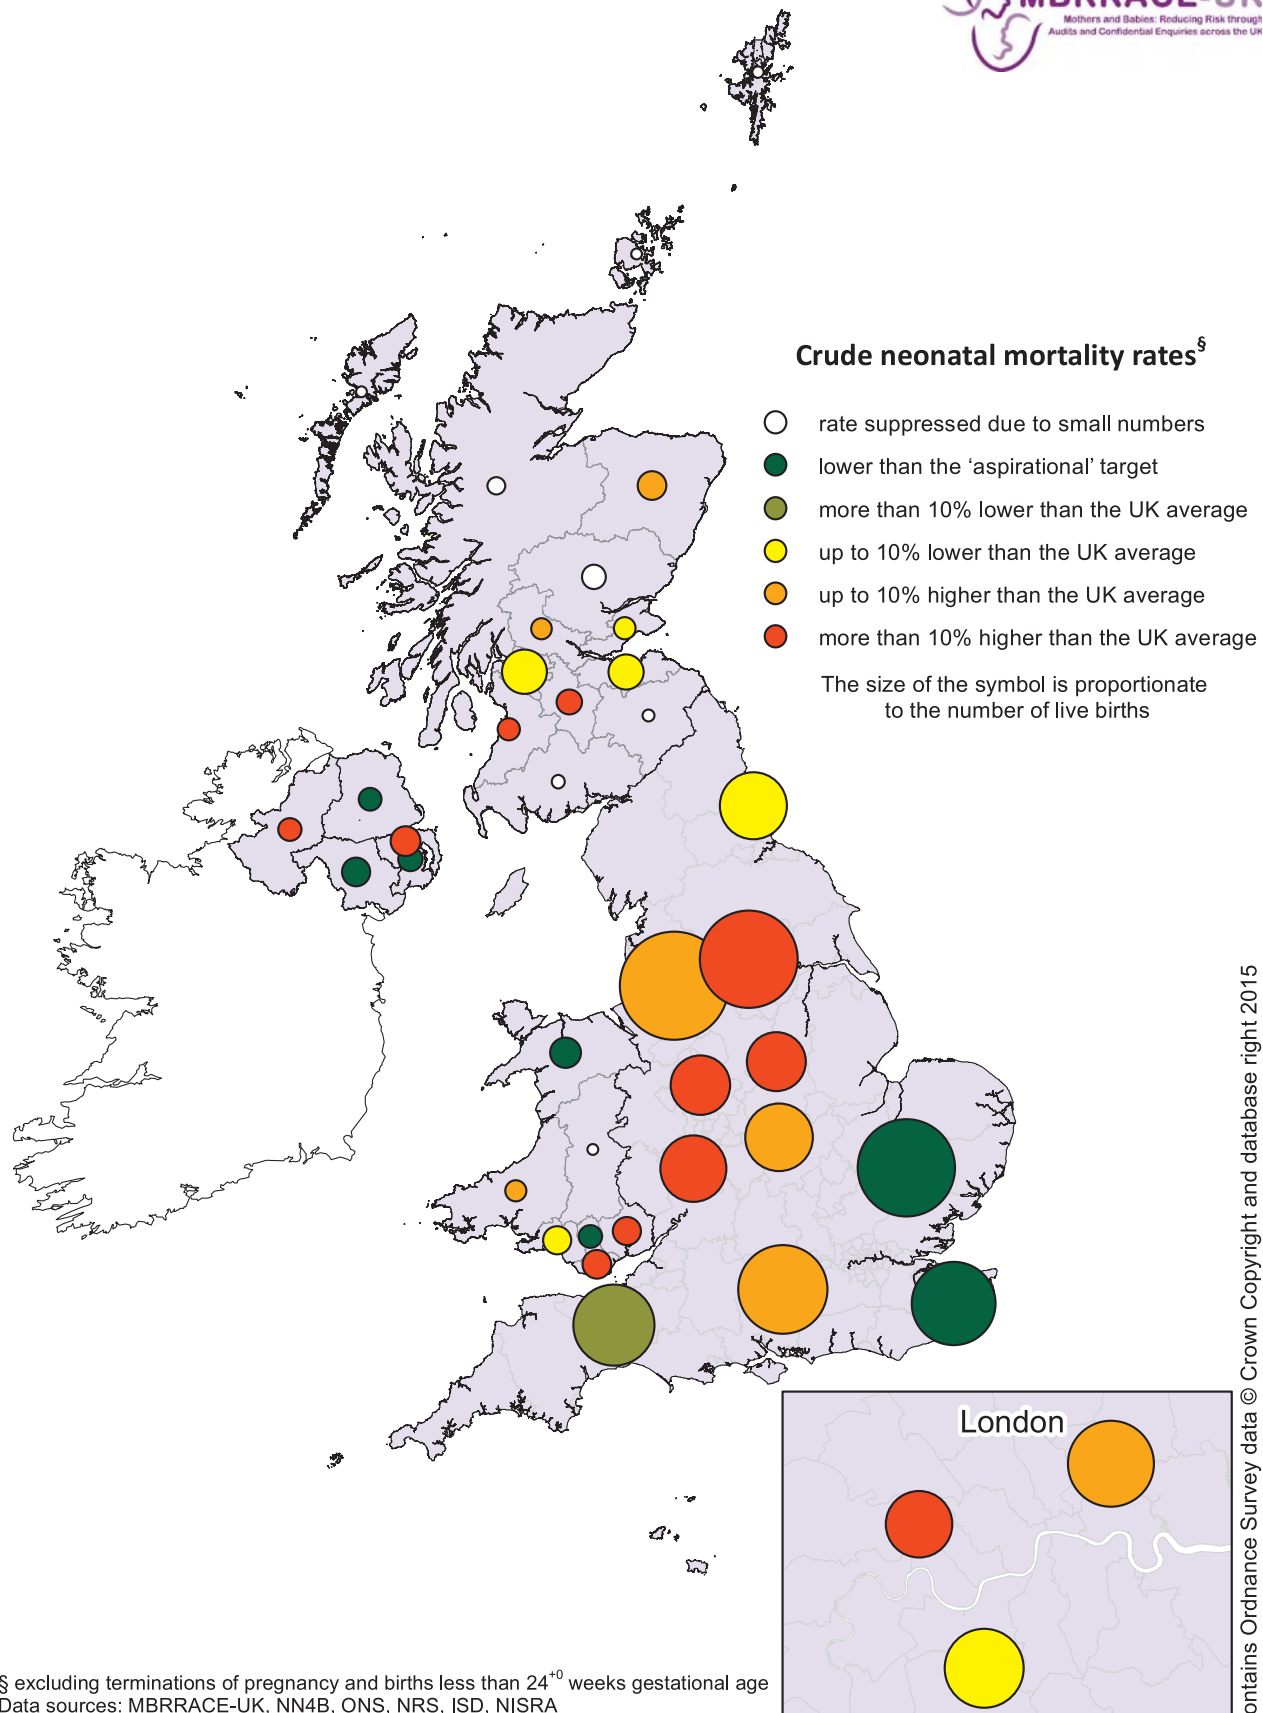 MBRRACE-UK
Mothers and Babies: Reducing Risk through
Audits and Confidential Enquiries across the UK
Crude neonatal mortality rates§
rate suppressed due to small numbers
lower than the ‘aspirational’ target
more than 10% lower than the UK average
up to 10% lower than the UK average
up to 10% higher than the UK average
more than 10% higher than the UK average
The size of the symbol is proportionate
to the number of live births
London
ontains Ordnance Survey data © Crown Copyright and database right 2015
§ excluding terminations of pregnancy and births less than 24+0 weeks gestational age
Data sources: MBRRACE-UK, NN4B, ONS, NRS, ISD, NISRA